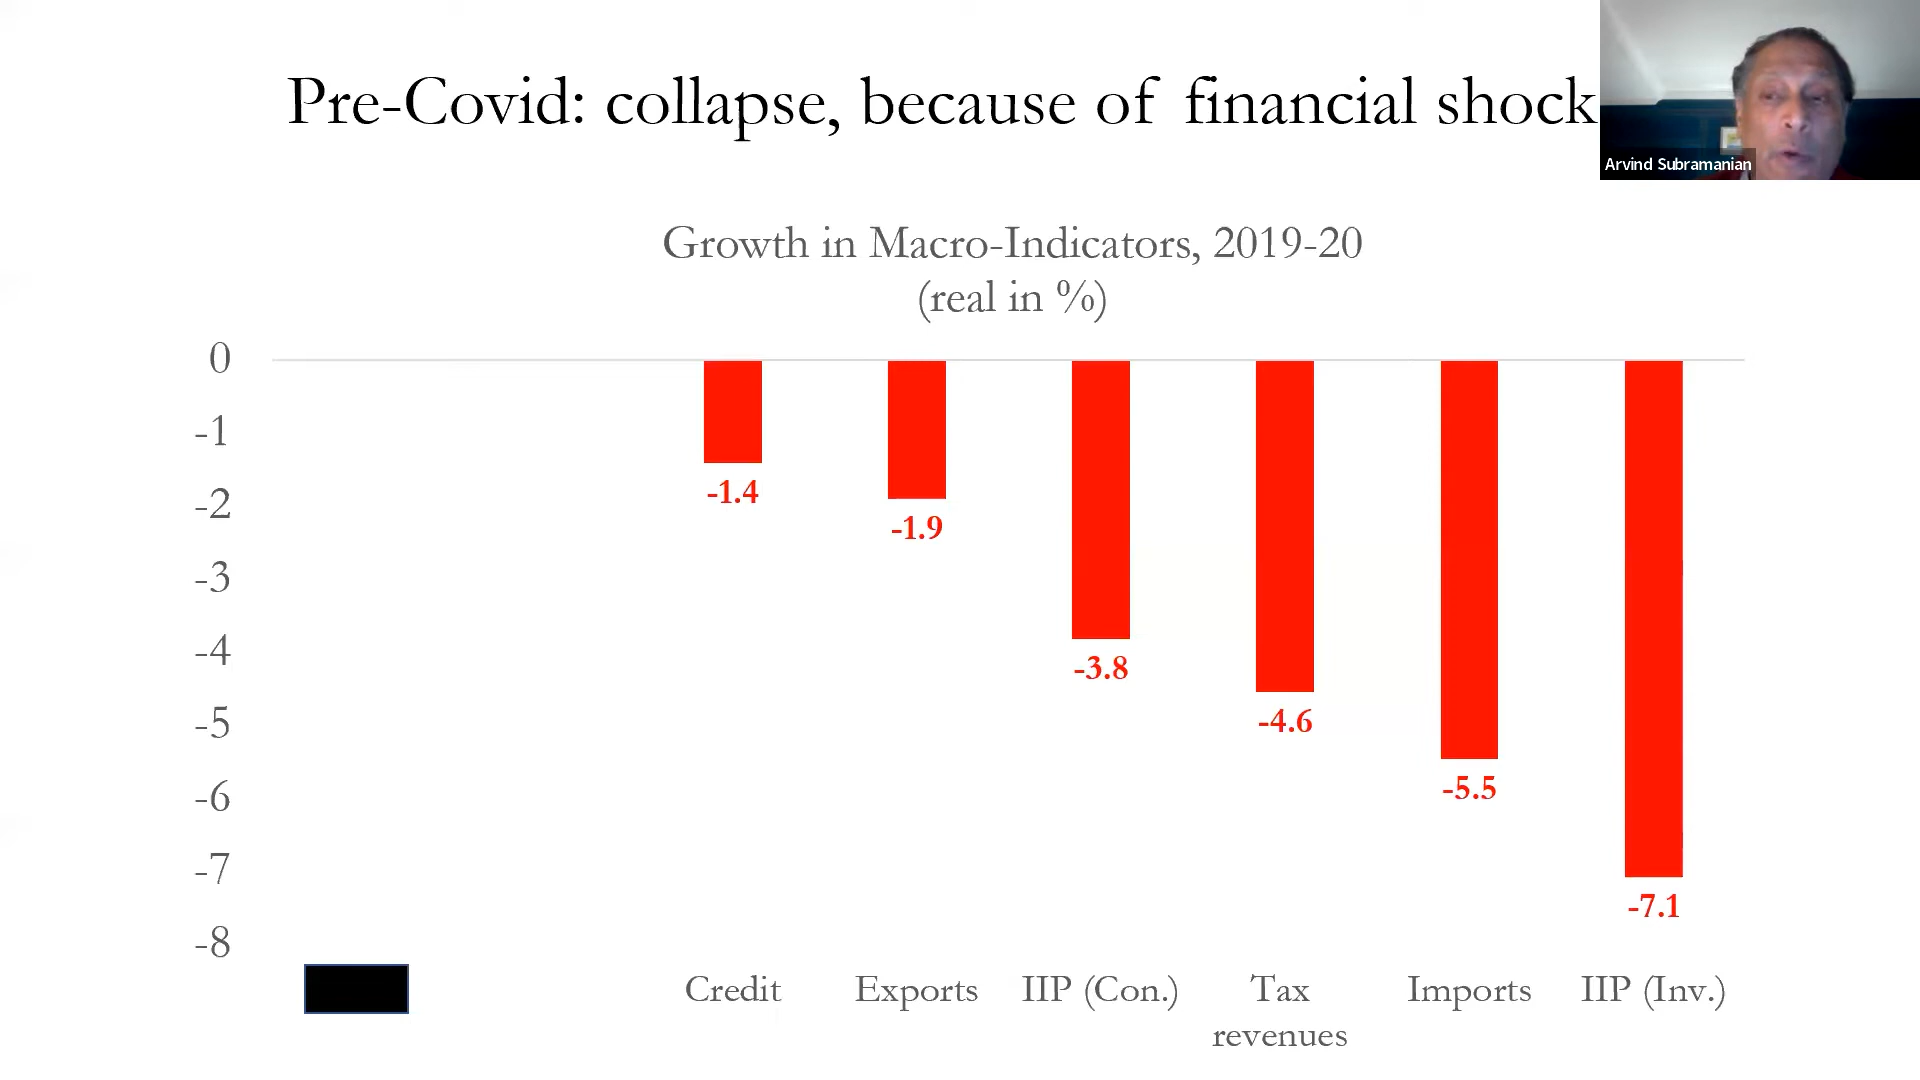 Pre-Covid: collapse, because of financial shock
Arvind Subramanian
Growth in Macro-Indicators, 2019-20
(real in %)
0
-1
-2
-3
-4
-5
-6
-7
-8
-1.4
-1.9
-3.8
-4.6
-5.5
-7.1
Credit
Exports
IIP (Con.)
Tax
revenues
Imports
IIP (Inv.)